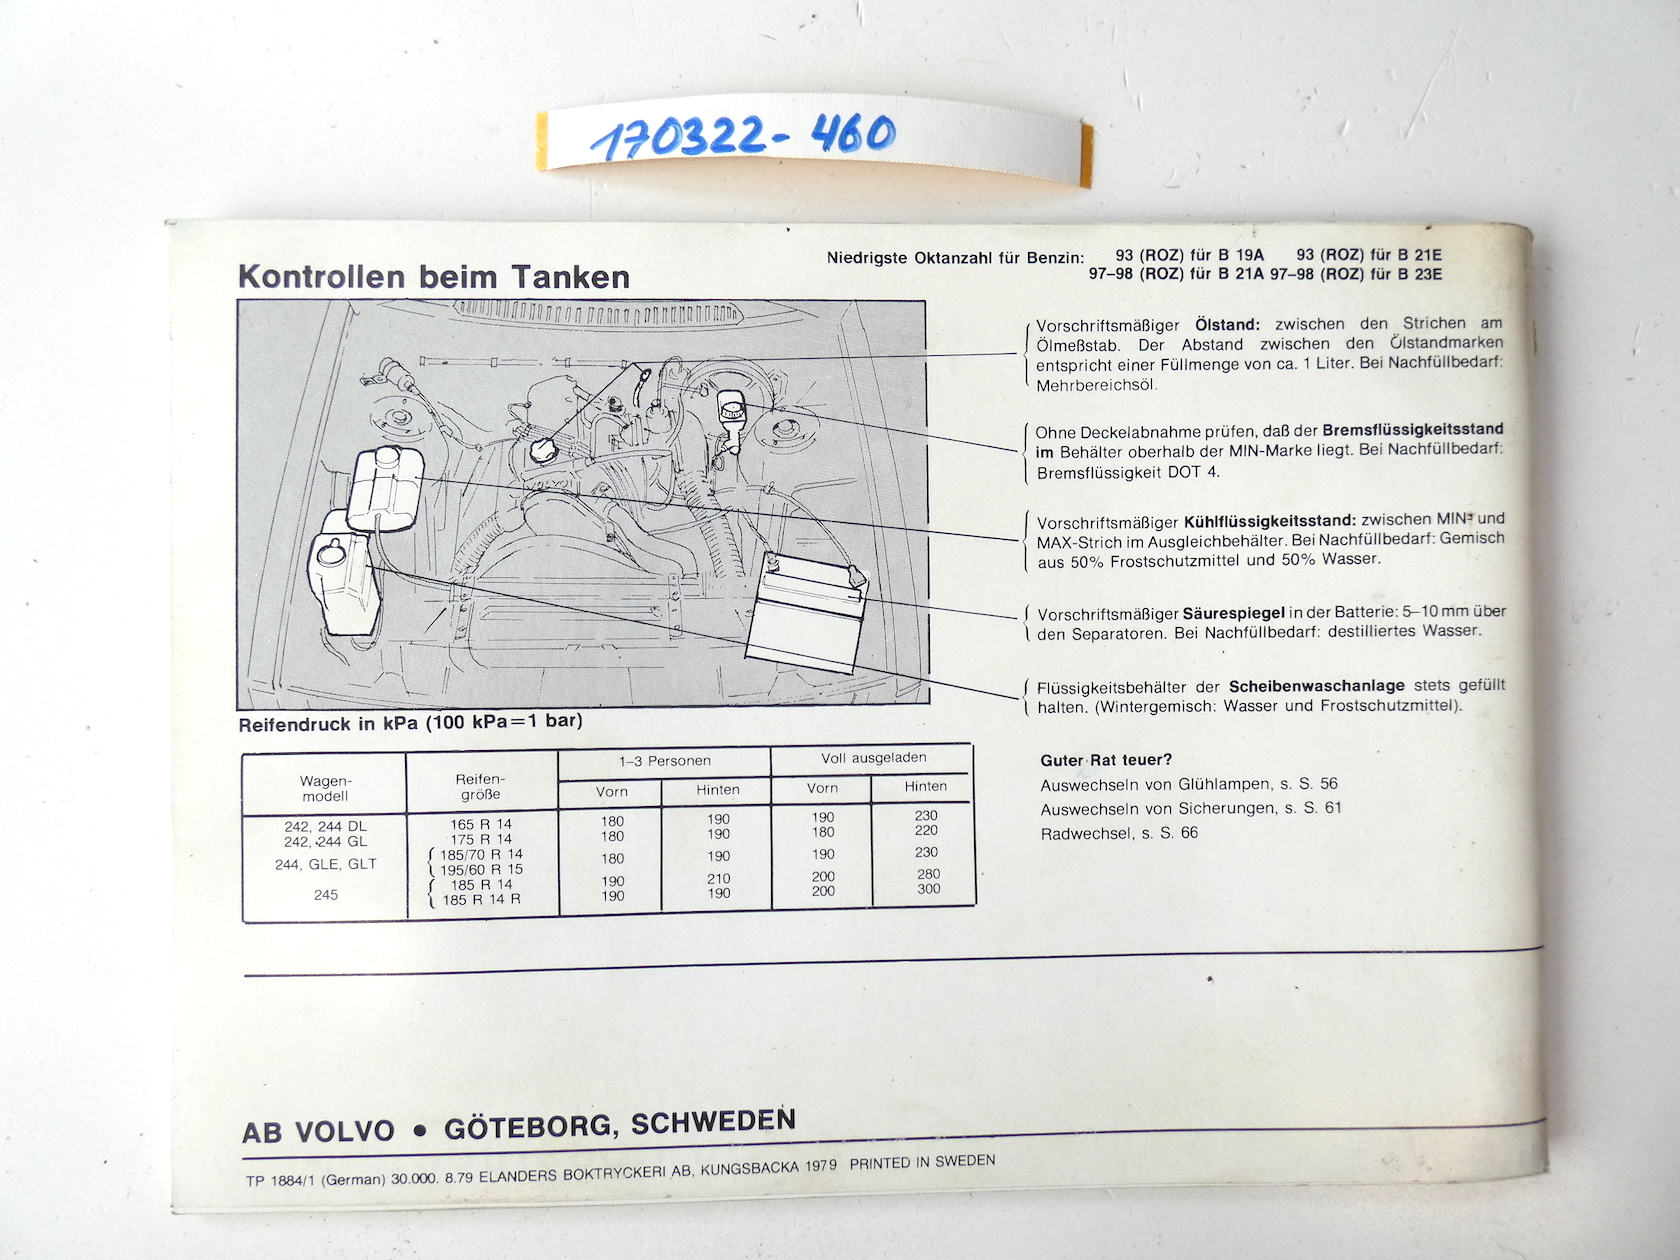 170322-460
Kontrollen beim Tanken
Niedrigste Oktanzahl für Benzin: 93 (ROZ) für B 19A 93 (ROZ) für B 21E
97–98 (ROZ) für B 21A 97–98 (ROZ) für B 23E
Vorschriftsmäßiger Ölstand: zwischen den Strichen am
Ölmeßstab. Der Abstand zwischen den Ölstandmarken
entspricht einer Füllmenge von ca. 1 Liter. Bei Nachfüllbedarf:
Mehrbereichsöl.
Ohne Deckelabnahme prüfen, daß der Bremsflüssigkeitsstand
im Behälter oberhalb der MIN-Marke liegt. Bei Nachfüllbedarf:
Bremsflüssigkeit DOT 4.
Vorschriftsmäßiger Kühlflüssigkeitsstand: zwischen MIN- und
MAX-Strich im Ausgleichbehälter. Bei Nachfüllbedarf: Gemisch
aus 50% Frostschutzmittel und 50% Wasser.
Vorschriftsmäßiger Säurespiegel in der Batterie: 5–10 mm über
den Separatoren. Bei Nachfüllbedarf: destilliertes Wasser.
Flüssigkeitsbehälter der Scheibenwaschanlage stets gefüllt
halten. (Wintergemisch: Wasser und Frostschutzmittel).
Reifendruck in kPa (100 kPa=1 bar)
Wagen-
modell
Reifen-
größe
1–3 Personen
Voll ausgeladen
Vorn Hinten Vorn Hinten
242, 244 DL 165 R 14 180 190 190 230
242, 244 GL 175 R 14 180 190 180 220
244, GLE, GLT 185/70 R 14 180 190 190 230
195/60 R 15
245 185 R 14 190 210 200 280
185 R 14 R 190 190 200 300
Guter Rat teuer?
Auswechseln von Glühlampen, s. S. 56
Auswechseln von Sicherungen, s. S. 61
Radwechsel, s. S. 66
AB VOLVO • GÖTEBORG, SCHWEDEN
TP 1884/1 (German) 30.000. 8.79 ELANDERS BOKTRYCKERI AB, KUNGSBACKA 1979 PRINTED IN SWEDEN